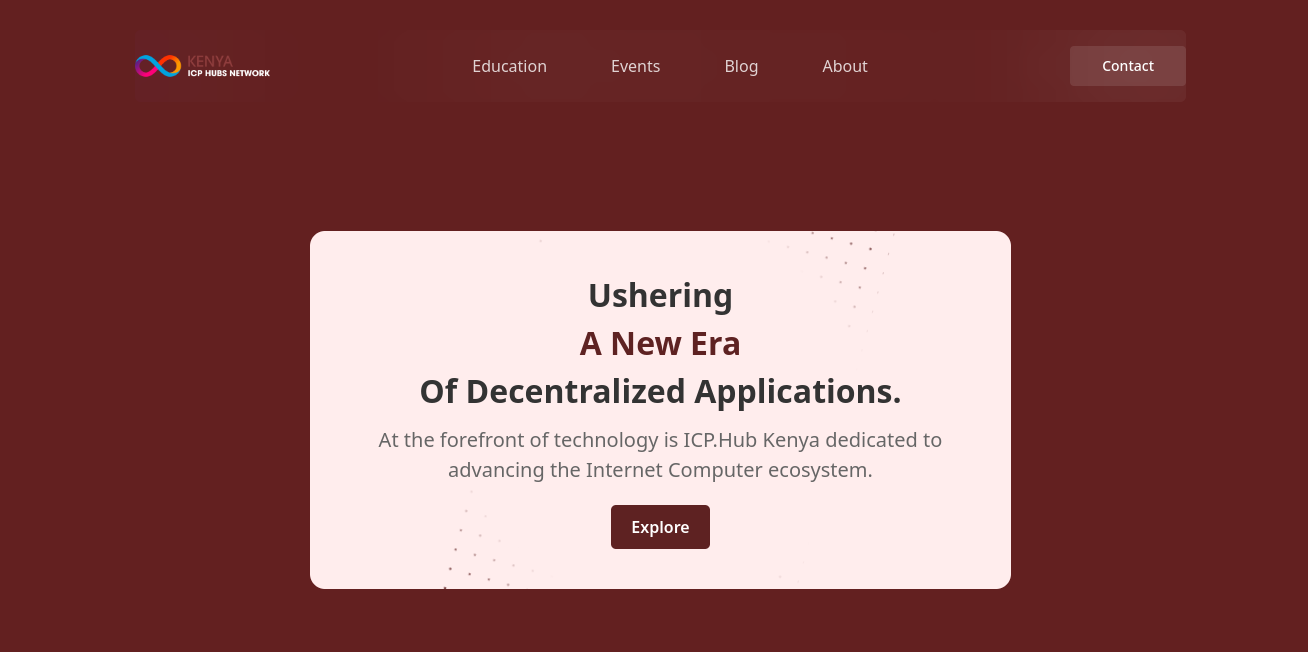 KENYA
ICP HUBS NETWORK
Education
Events
Blog
About
Contact
Ushering
A New Era
Of Decentralized Applications.
At the forefront of technology is ICP.Hub Kenya dedicated to
advancing the Internet Computer ecosystem.
Explore